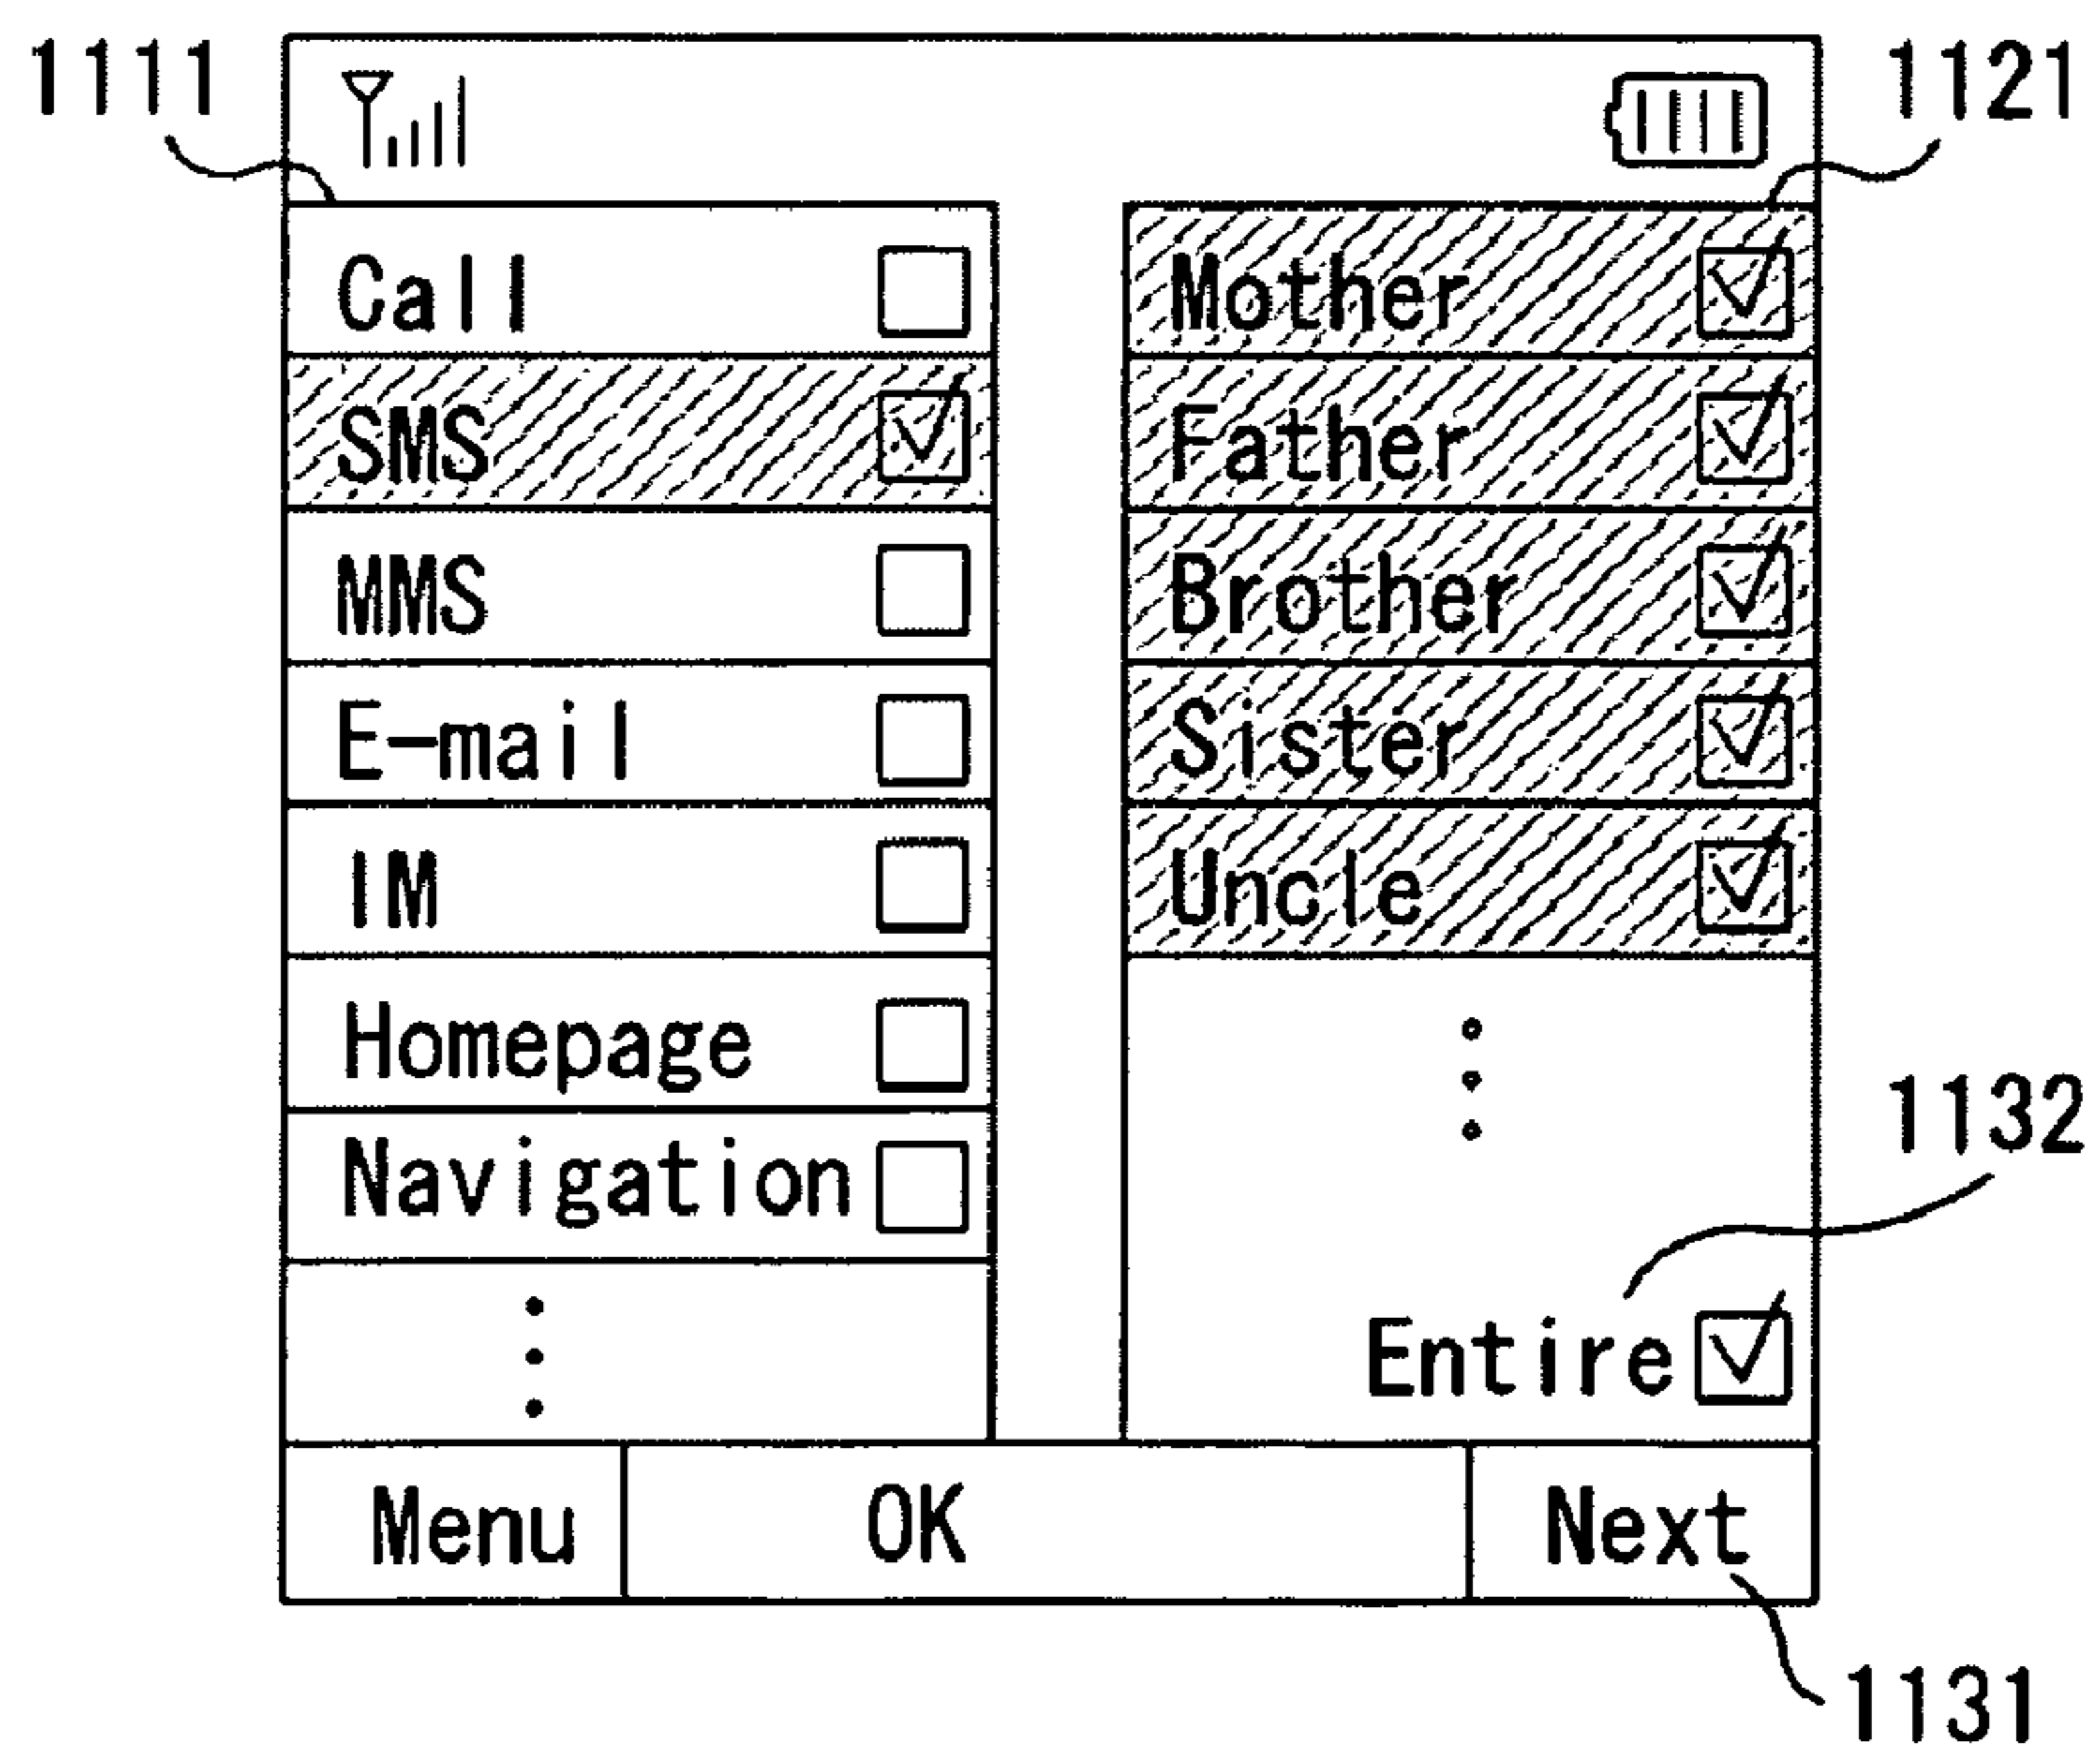 1111
1121
Call
SMS
MMS
E-mail
IM
Homepage
Navigation
Mother
Father
Brother
Sister
Uncle
1132
Entire
Menu
OK
Next
1131